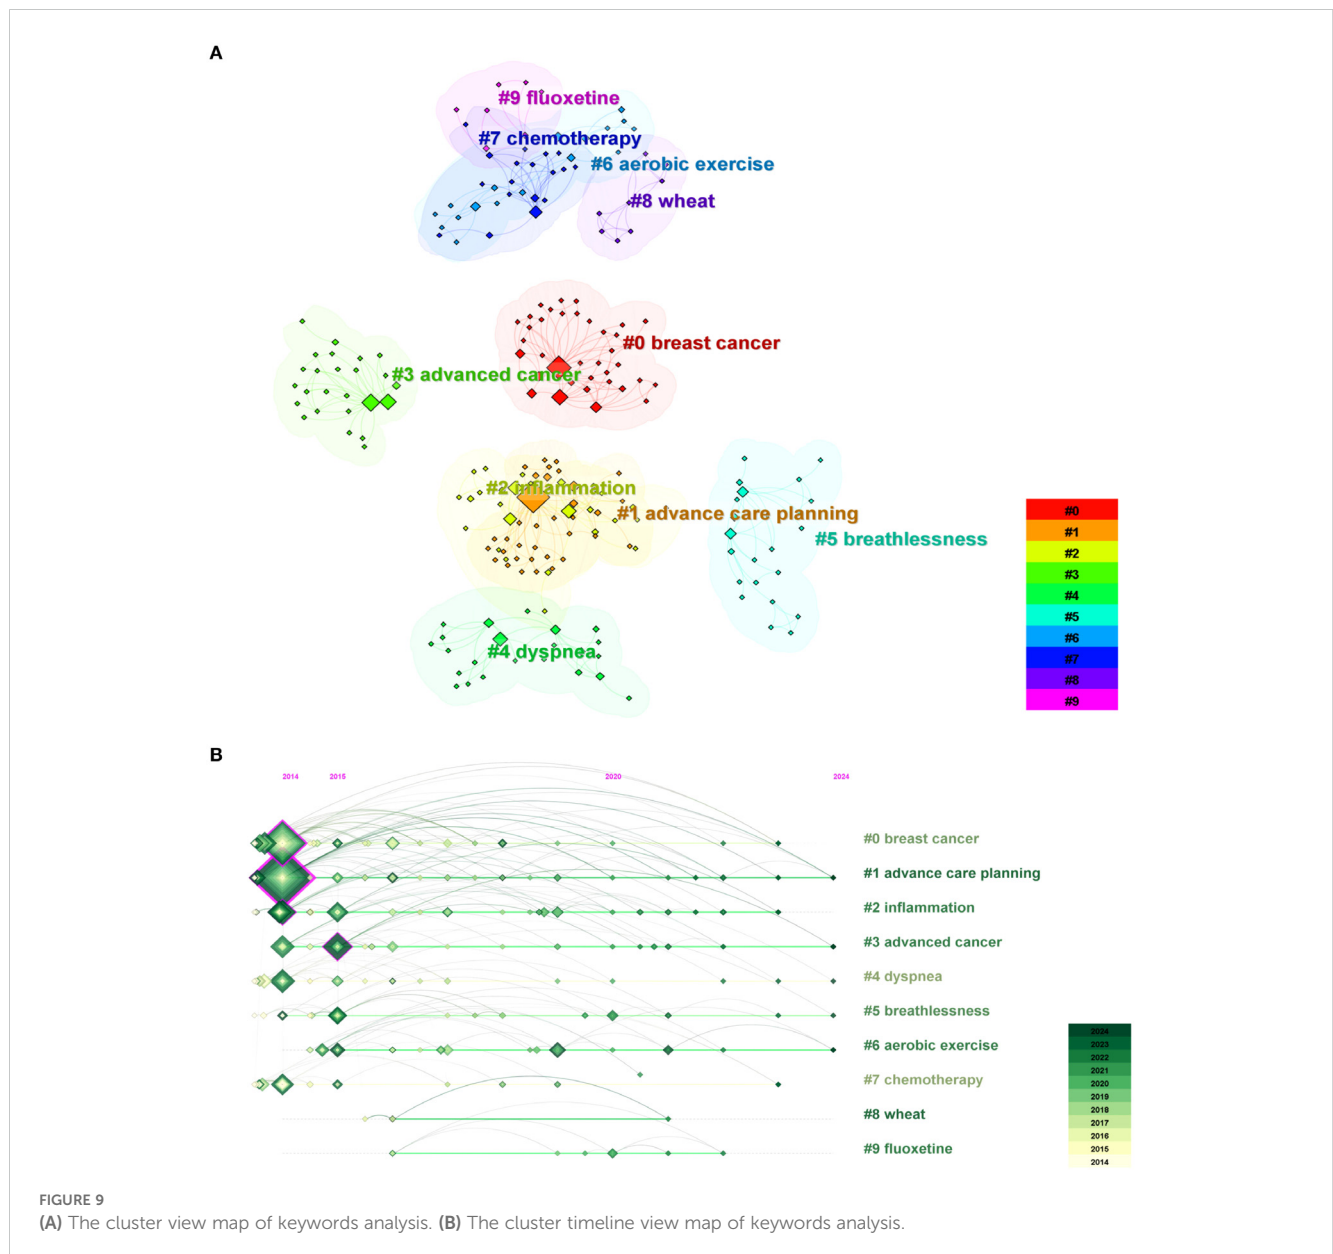 A
#9 fluoxetine
#7 chemotherapy
#6 aerobic exercise
#8 wheat
#0 breast cancer
#3 advanced cancer
#2 inflammation
#1 advance care planning
#5 breathlessness
#4 dyspnea
#0
#1
#2
#3
#4
#5
#6
#7
#8
#9
B
2014 2015 2020 2024
#0 breast cancer
#1 advance care planning
#2 inflammation
#3 advanced cancer
#4 dyspnea
#5 breathlessness
#6 aerobic exercise
#7 chemotherapy
#8 wheat
#9 fluoxetine
2024
2023
2022
2021
2020
2019
2018
2017
2016
2015
2014
FIGURE 9
(A) The cluster view map of keywords analysis. (B) The cluster timeline view map of keywords analysis.